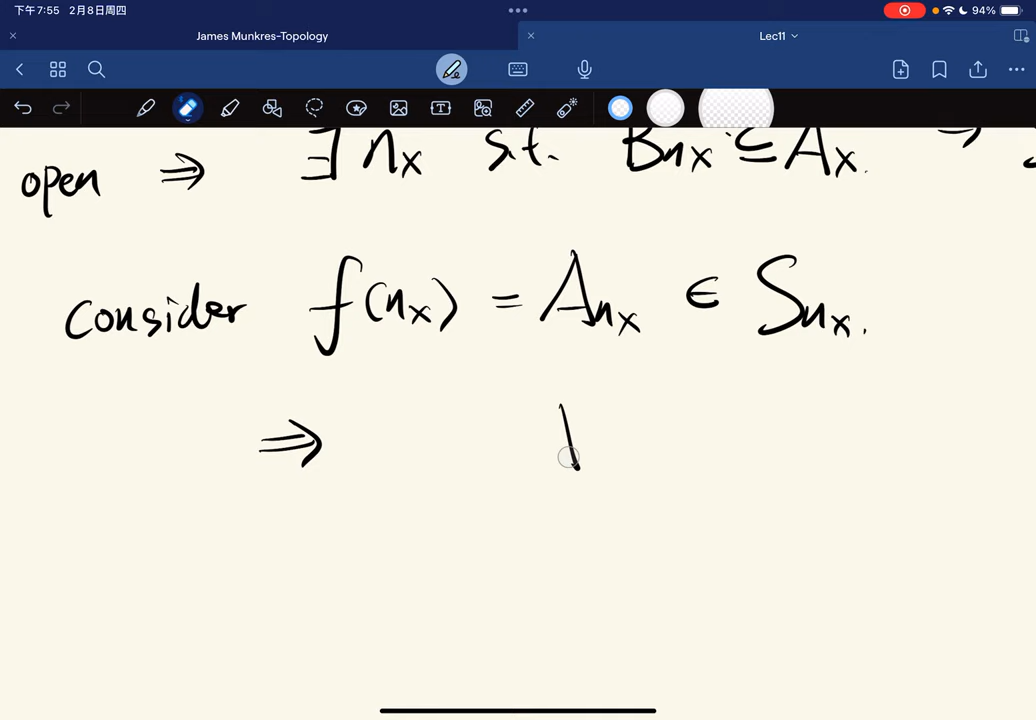 下午7:55 2月8日周四 94%
James Munkres-Topology Lec11
open ⇒ ∃ n_x s.t. B_{n_x} ⊆ A_x. ⇒
Consider f(n_x) = A_{n_x} ∈ S_{n_x}.
⇒